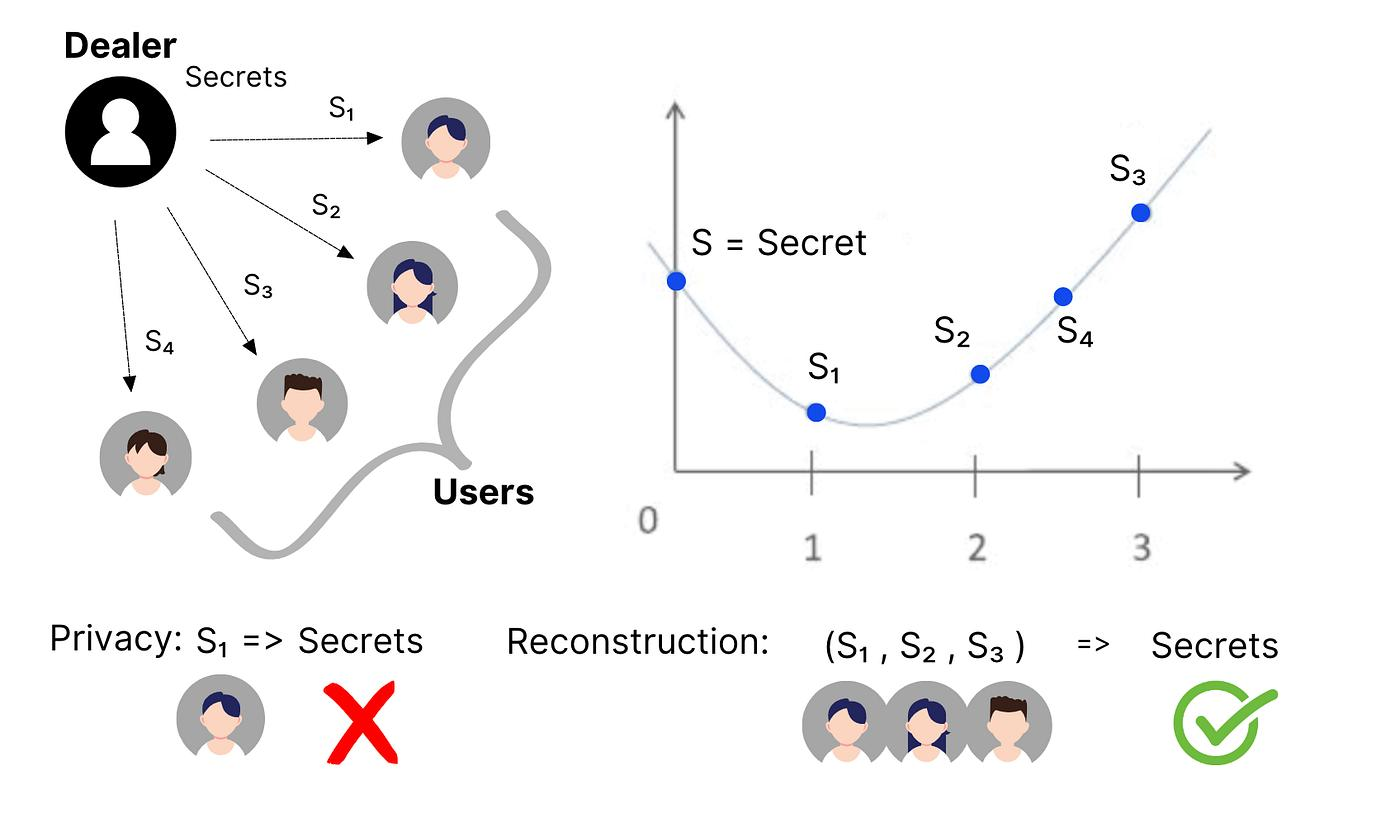 Dealer
Secrets
S₁
S₂
S₃
S₄
Users
S₃
S = Secret
S₂
S₄
S₁
0
1
2
3
Privacy: S₁ => Secrets
Reconstruction: (S₁ , S₂ , S₃ ) => Secrets